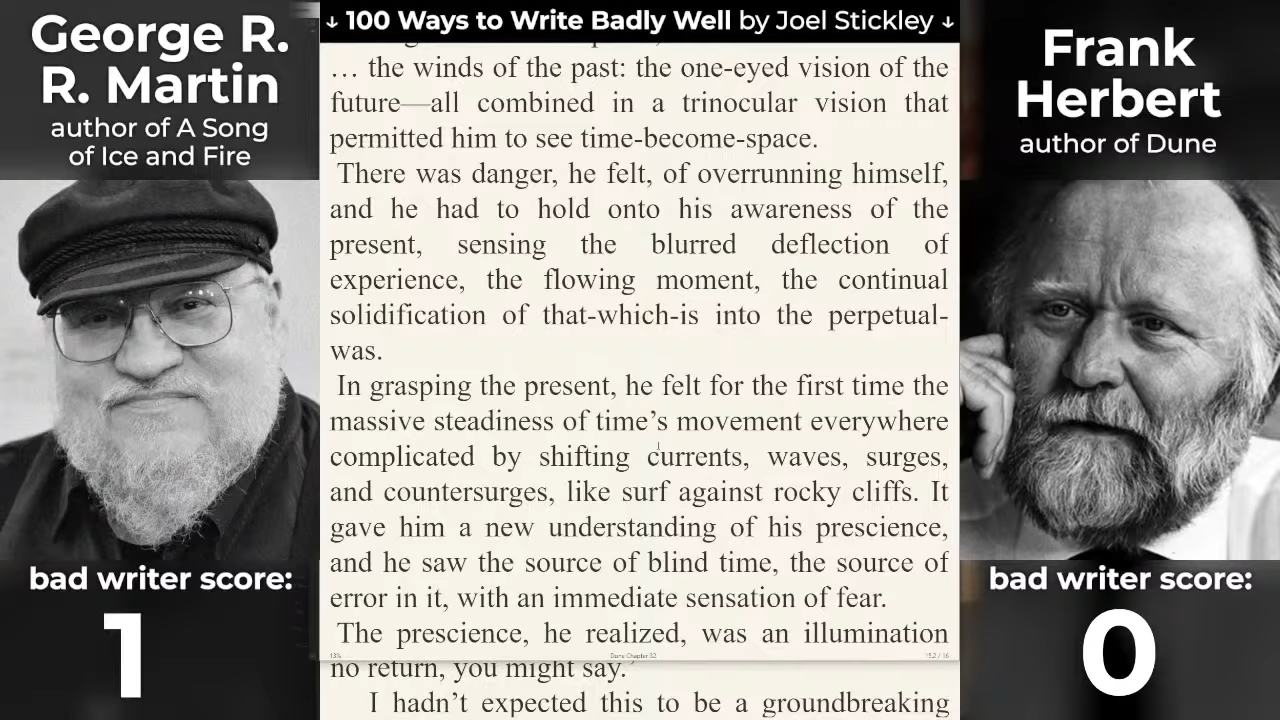 George R.
R. Martin
author of A Song
of Ice and Fire
bad writer score:
1
↓ 100 Ways to Write Badly Well by Joel Stickley ↓
… the winds of the past: the one-eyed vision of the
future—all combined in a trinocular vision that
permitted him to see time-become-space.
There was danger, he felt, of overrunning himself,
and he had to hold onto his awareness of the
present, sensing the blurred deflection of
experience, the flowing moment, the continual
solidification of that-which-is into the perpetual-
was.
In grasping the present, he felt for the first time the
massive steadiness of time’s movement everywhere
complicated by shifting currents, waves, surges,
and countersurges, like surf against rocky cliffs. It
gave him a new understanding of his prescience,
and he saw the source of blind time, the source of
error in it, with an immediate sensation of fear.
The prescience, he realized, was an illumination
13% Dune Chapter 32 15.2 / 16
no return, you might say.’
I hadn’t expected this to be a groundbreaking
Frank
Herbert
author of Dune
bad writer score:
0